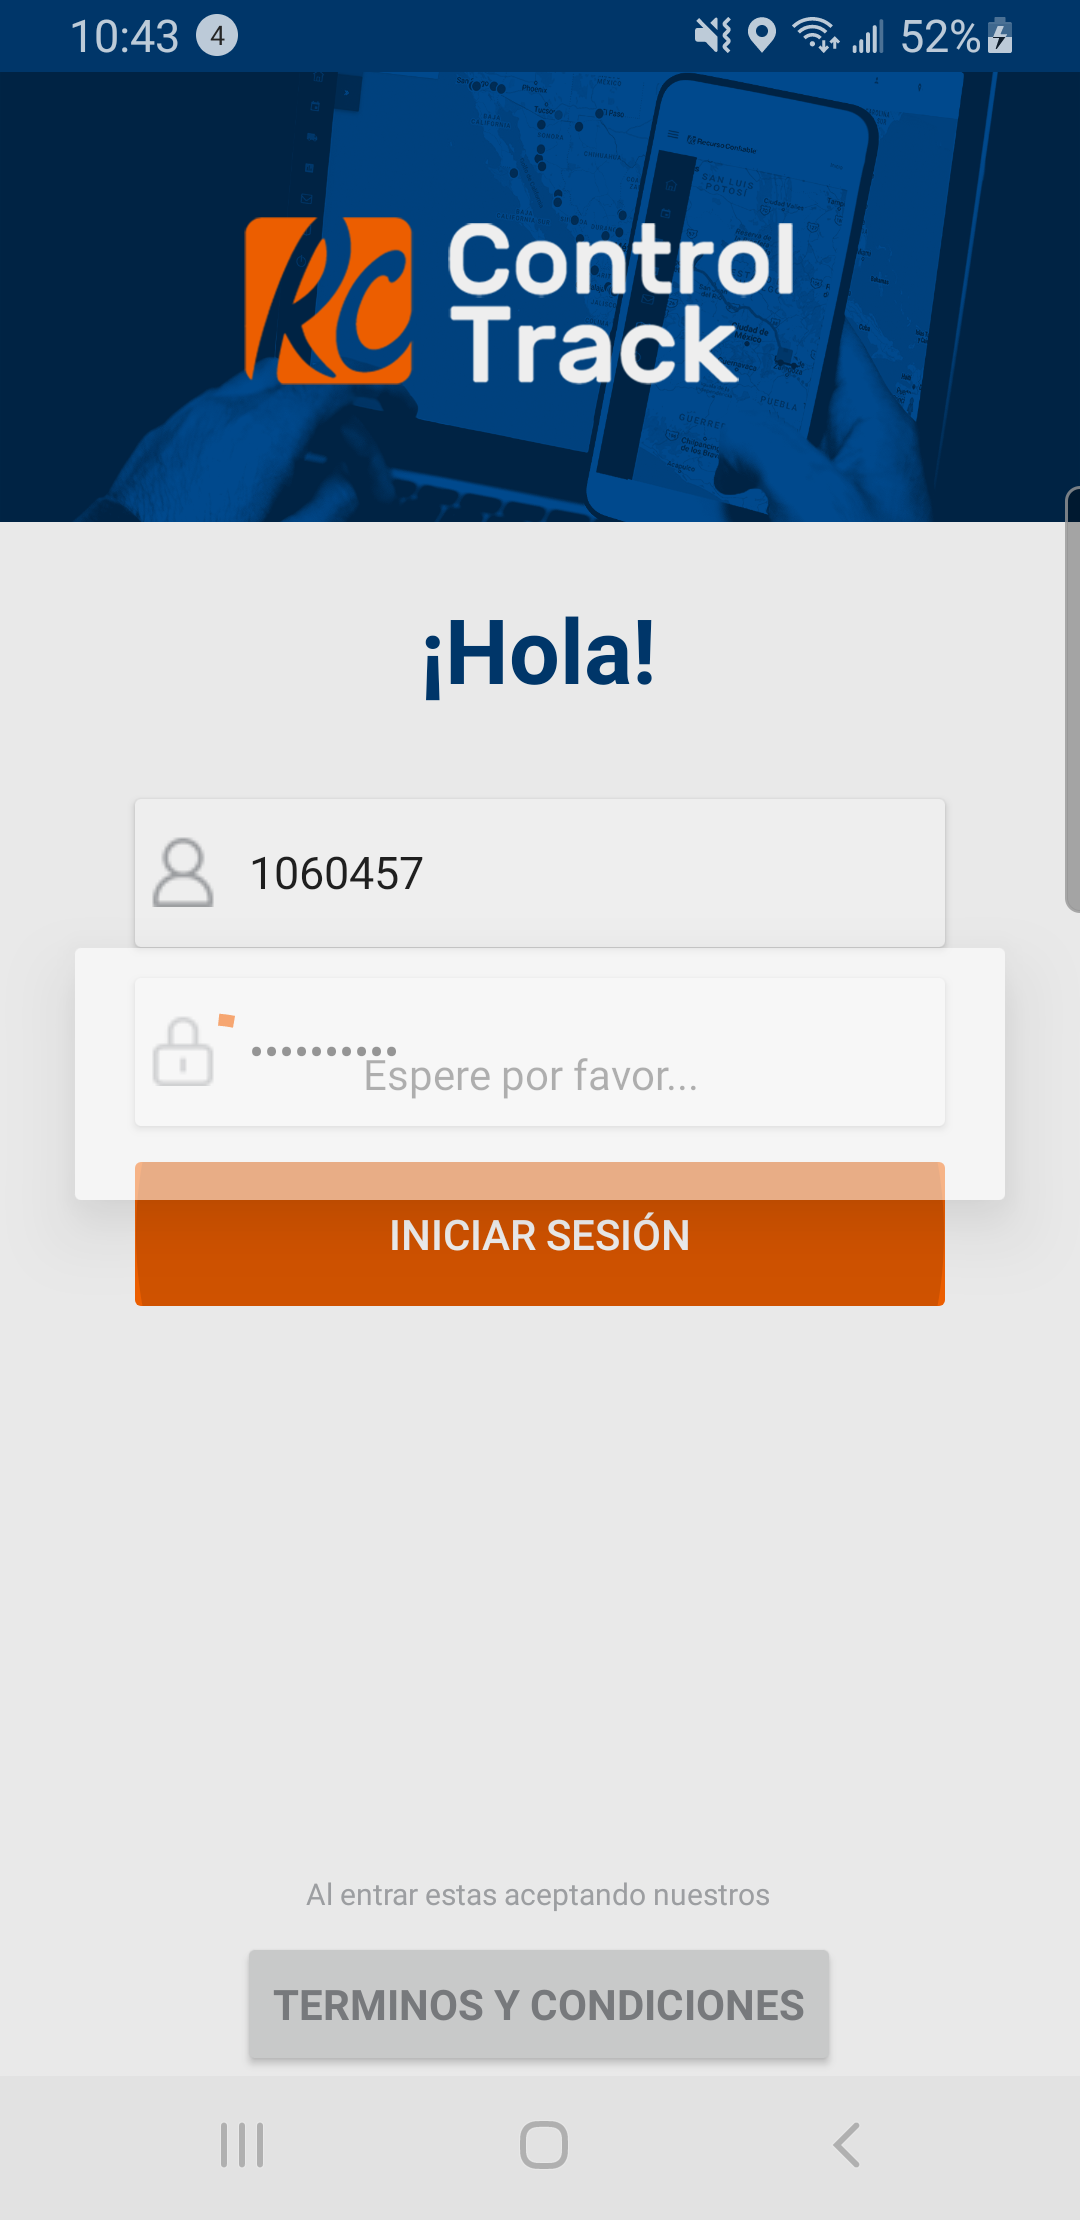 10:43 4 52%
RC Control
Track
¡Hola!
1060457
••••••••••
Espere por favor...
INICIAR SESIÓN
Al entrar estas aceptando nuestros
TERMINOS Y CONDICIONES